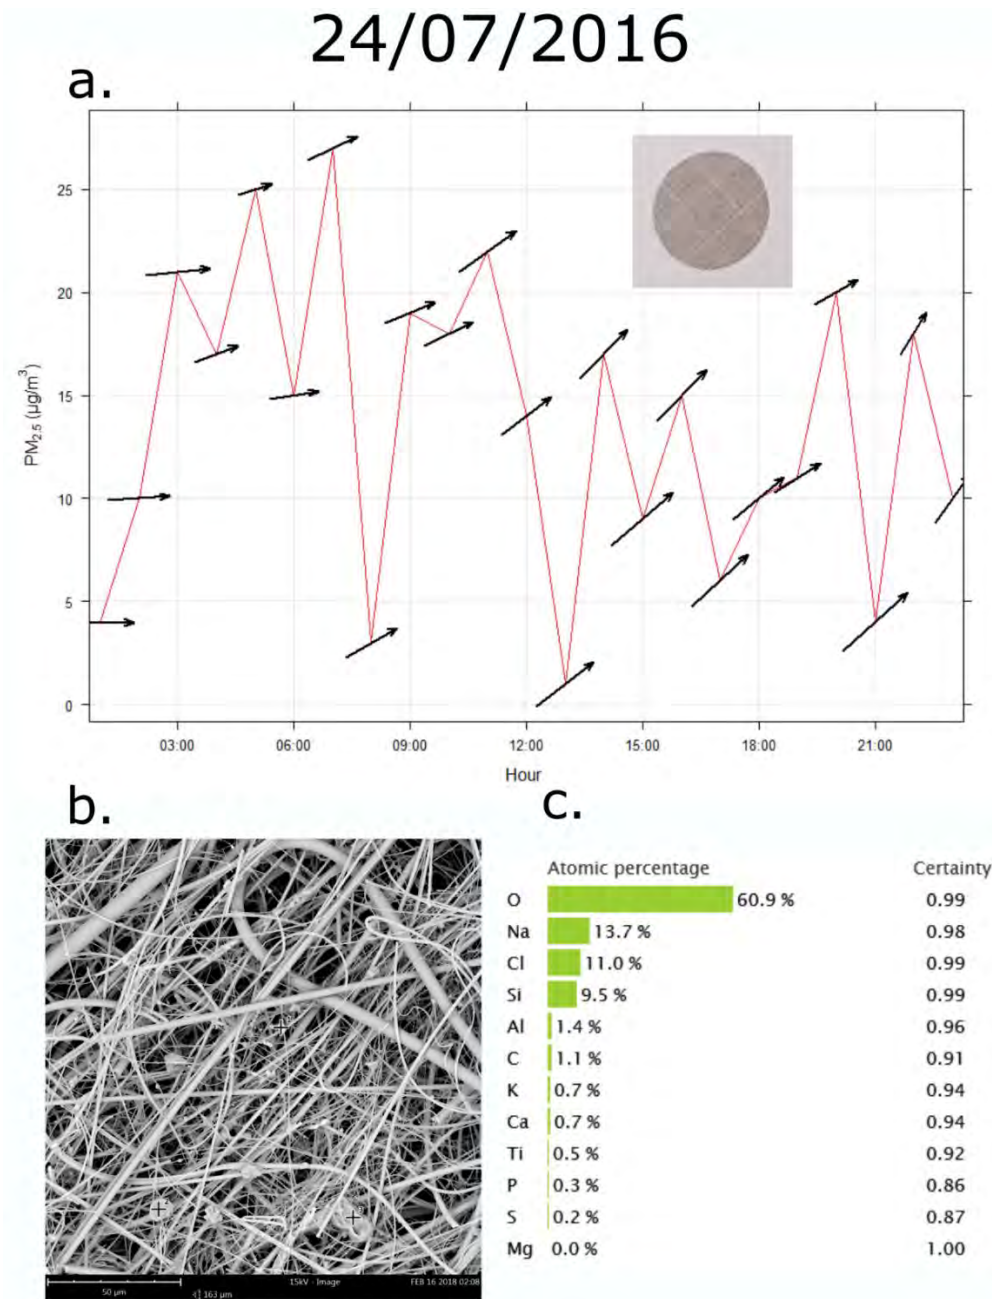 24/07/2016
a.
25
20
15
10
5
0
PM2.5 (µg/m3)
03:00
06:00
09:00
12:00
15:00
18:00
21:00
Hour
b.
c.
Atomic percentage Certainty
O 60.9 % 0.99
Na 13.7 % 0.98
Cl 11.0 % 0.99
Si 9.5 % 0.99
Al 1.4 % 0.96
C 1.1 % 0.91
K 0.7 % 0.94
Ca 0.7 % 0.94
Ti 0.5 % 0.92
P 0.3 % 0.86
S 0.2 % 0.87
Mg 0.0 % 1.00
50 µm
163 µm
15kV - Image
FEB 16 2018 02:08